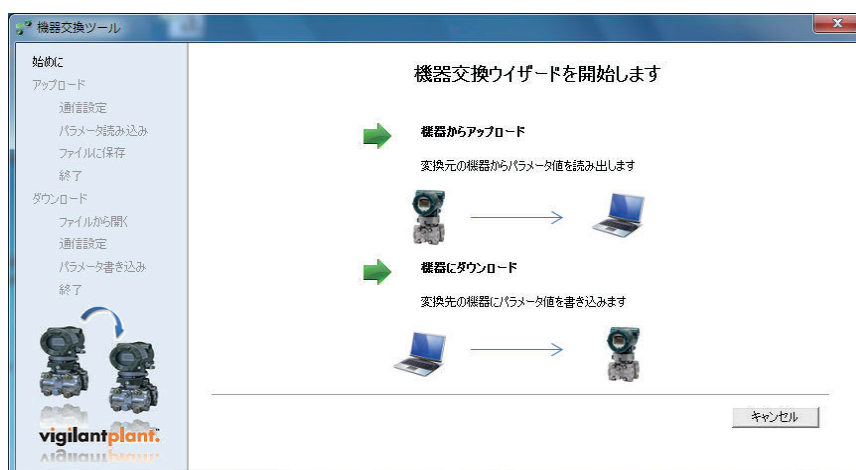 機器交換ツール
始めに
アップロード
通信設定
パラメータ読み込み
ファイルに保存
終了
ダウンロード
ファイルから開く
通信設定
パラメータ書き込み
終了
vigilantplant.
機器交換ウイザードを開始します
機器からアップロード
変換元の機器からパラメータ値を読み出します
機器にダウンロード
変換先の機器にパラメータ値を書き込みます
キャンセル